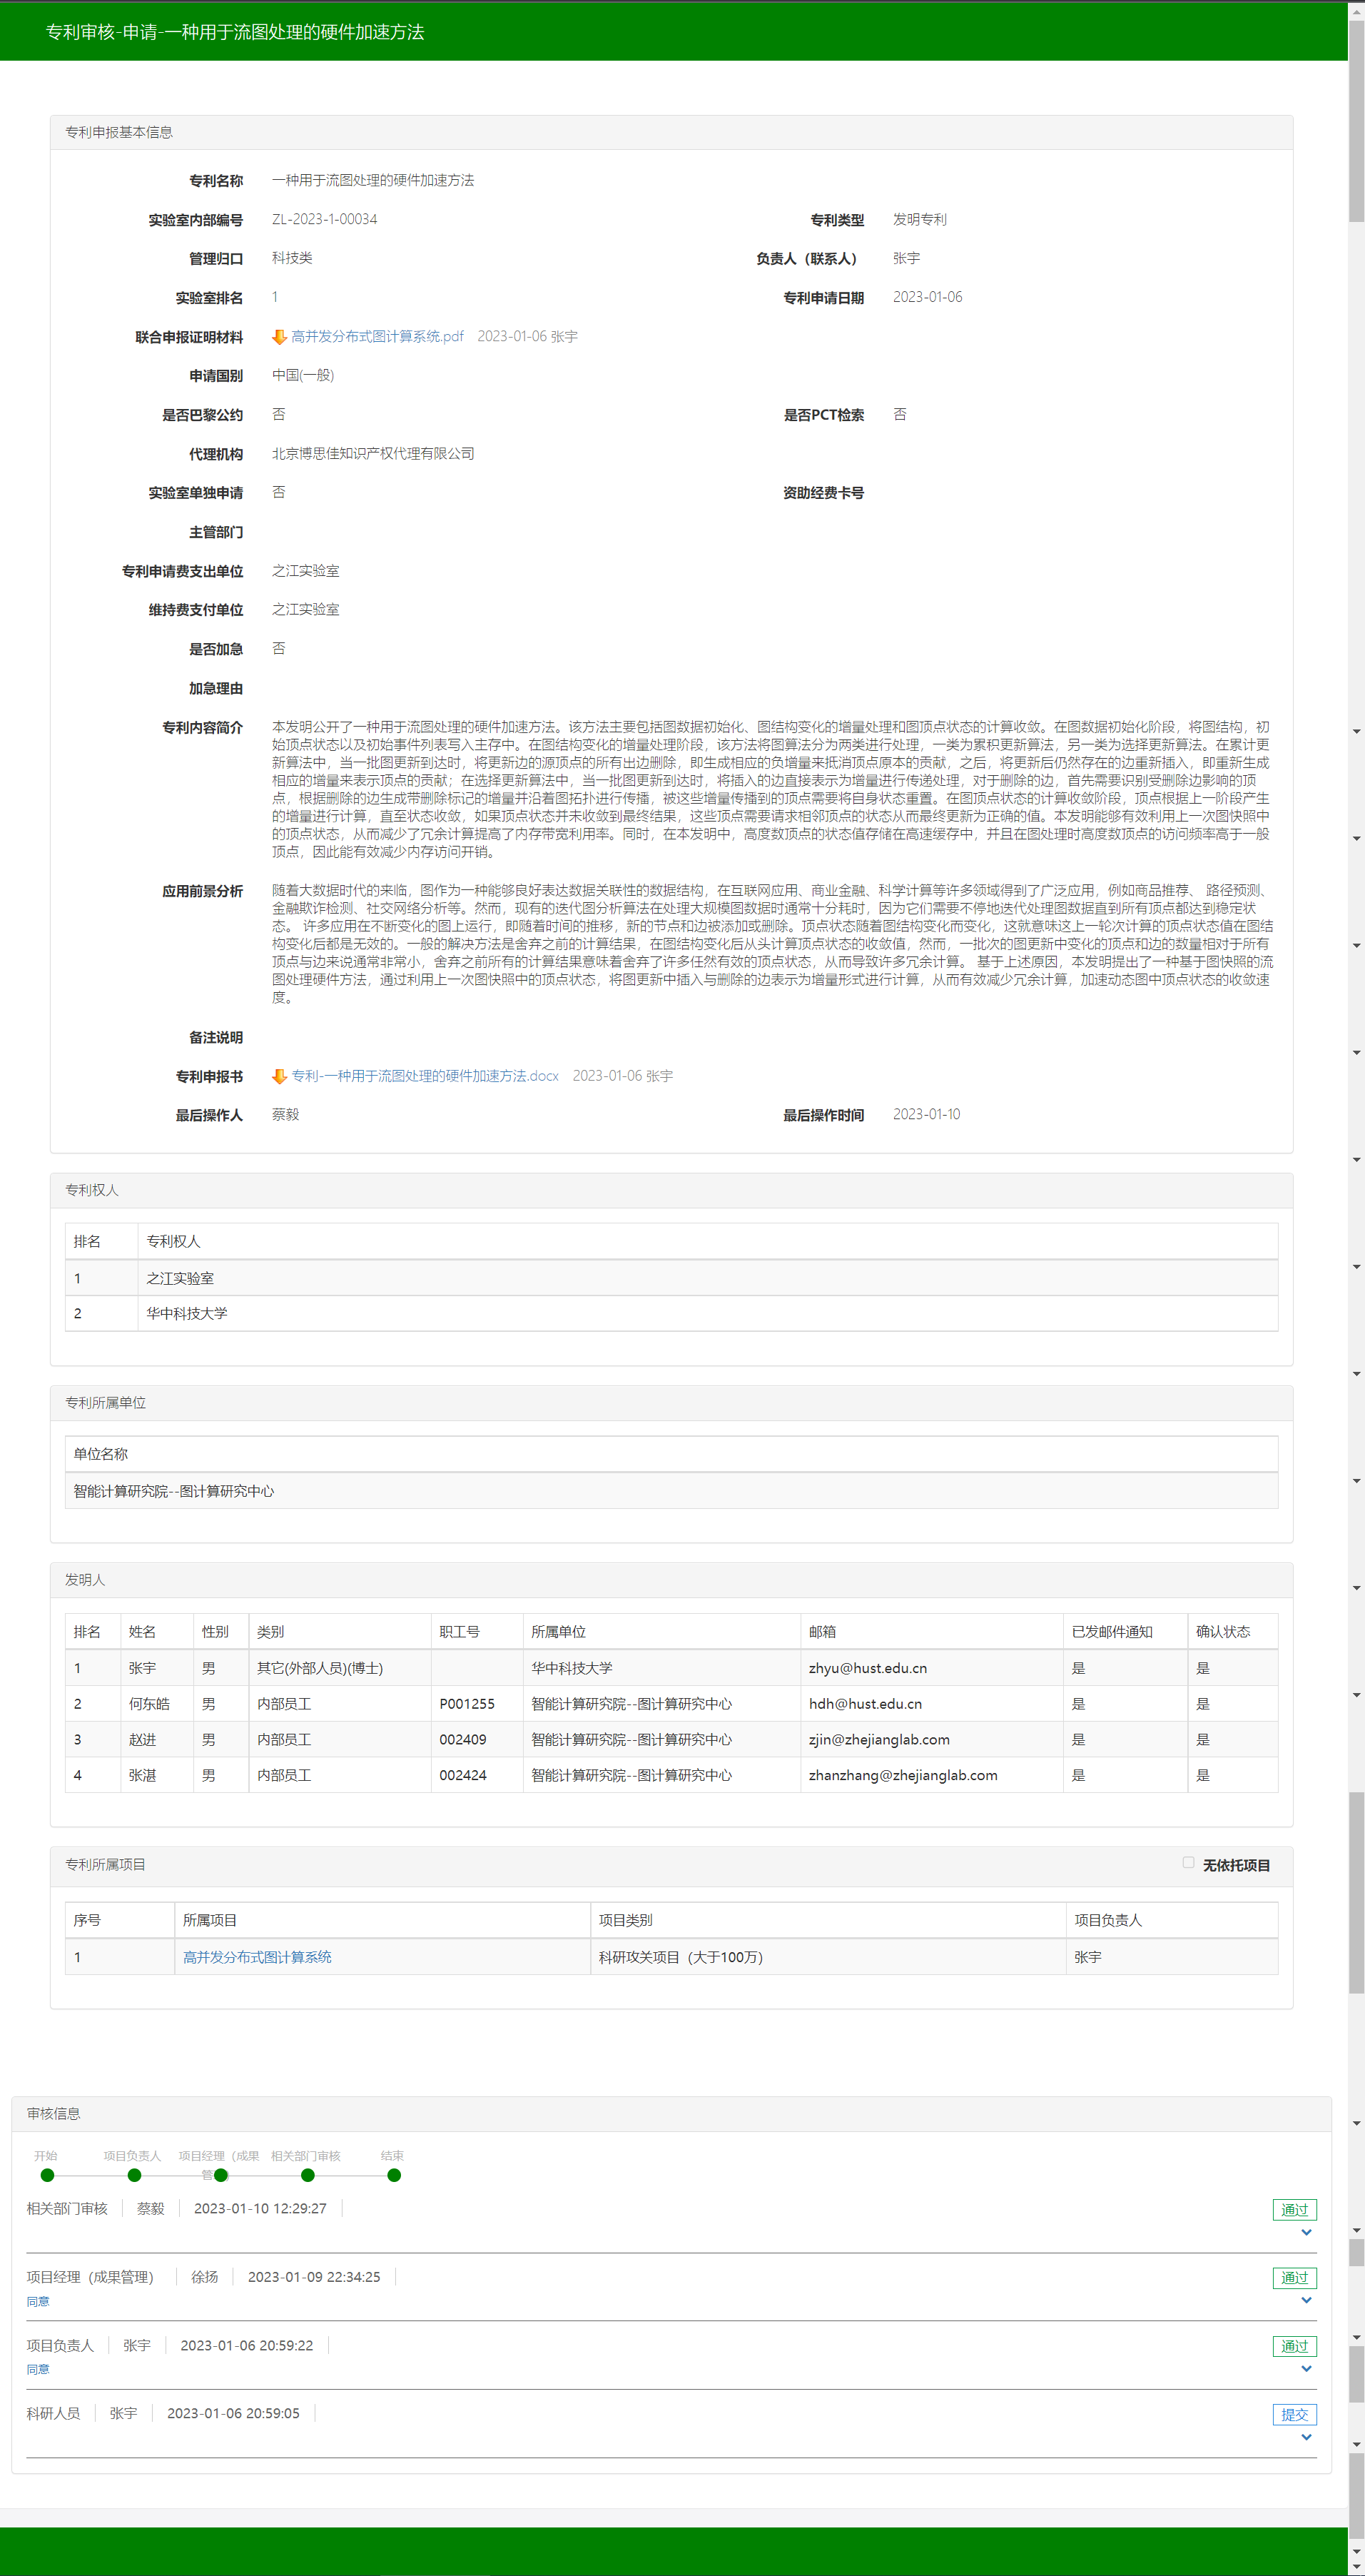 专利审核-申请-一种用于流图处理的硬件加速方法
专利申报基本信息
专利名称 一种用于流图处理的硬件加速方法
实验室内部编号 ZL-2023-1-00034 专利类型 发明专利
管理归口 科技类 负责人（联系人） 张宇
实验室排名 1 专利申请日期 2023-01-06
联合申报证明材料 高并发分布式图计算系统.pdf 2023-01-06 张宇
申请国别 中国(一般)
是否巴黎公约 否 是否PCT检索 否
代理机构 北京博思佳知识产权代理有限公司
实验室单独申请 否 资助经费卡号
主管部门
专利申请费支出单位 之江实验室
维持费支付单位 之江实验室
是否加急 否
加急理由
专利内容简介 本发明公开了一种用于流图处理的硬件加速方法。该方法主要包括图数据初始化、图结构变化的增量处理和图顶点状态的计算收敛。在图数据初始化阶段，将图结构，初
始顶点状态以及初始事件列表写入主存中。在图结构变化的增量处理阶段，该方法将图算法分为两类进行处理，一类为累积更新算法，另一类为选择更新算法。在累计更
新算法中，当一批图更新到达时，将更新边的源顶点的所有出边删除，即生成相应的负增量来抵消顶点原本的贡献，之后，将更新后仍然存在的边重新插入，即重新生成
相应的增量来表示顶点的贡献；在选择更新算法中，当一批图更新到达时，将插入的边直接表示为增量进行传递处理，对于删除的边，首先需要识别受删除边影响的顶
点，根据删除的边生成带删除标记的增量并沿着图拓扑进行传播，被这些增量传播到的顶点需要将自身状态重置。在图顶点状态的计算收敛阶段，顶点根据上一阶段产生
的增量进行计算，直至状态收敛，如果顶点状态并未收敛到最终结果，这些顶点需要请求相邻顶点的状态从而最终更新为正确的值。本发明能够有效利用上一次图快照中
的顶点状态，从而减少了冗余计算提高了内存带宽利用率。同时，在本发明中，高度数顶点的状态值存储在高速缓存中，并且在图处理时高度数顶点的访问频率高于一般
顶点，因此能有效减少内存访问开销。
应用前景分析 随着大数据时代的来临，图作为一种能够良好表达数据关联性的数据结构，在互联网应用、商业金融、科学计算等许多领域得到了广泛应用，例如商品推荐、 路径预测、
金融欺诈检测、社交网络分析等。然而，现有的迭代图分析算法在处理大规模图数据时通常十分耗时，因为它们需要不停地迭代处理图数据直到所有顶点都达到稳定状
态。 许多应用在不断变化的图上运行，即随着时间的推移，新的节点和边被添加或删除。顶点状态随着图结构变化而变化，这就意味这上一轮次计算的顶点状态值在图结
构变化后都是无效的。一般的解决方法是舍弃之前的计算结果，在图结构变化后从头计算顶点状态的收敛值，然而，一批次的图更新中变化的顶点和边的数量相对于所有
顶点与边来说通常非常小，舍弃之前所有的计算结果意味着舍弃了许多任然有效的顶点状态，从而导致许多冗余计算。 基于上述原因，本发明提出了一种基于图快照的流
图处理硬件方法，通过利用上一次图快照中的顶点状态，将图更新中插入与删除的边表示为增量形式进行计算，从而有效减少冗余计算，加速动态图中顶点状态的收敛速
度。
备注说明
专利申报书 专利-一种用于流图处理的硬件加速方法.docx 2023-01-06 张宇
最后操作人 蔡毅 最后操作时间 2023-01-10
专利权人
排名 专利权人
1 之江实验室
2 华中科技大学
专利所属单位
单位名称
智能计算研究院--图计算研究中心
发明人
排名 姓名 性别 类别 职工号 所属单位 邮箱 已发邮件通知 确认状态
1 张宇 男 其它(外部人员)(博士) 华中科技大学 zhyu@hust.edu.cn 是 是
2 何东皓 男 内部员工 P001255 智能计算研究院--图计算研究中心 hdh@hust.edu.cn 是 是
3 赵进 男 内部员工 002409 智能计算研究院--图计算研究中心 zjin@zhejianglab.com 是 是
4 张湛 男 内部员工 002424 智能计算研究院--图计算研究中心 zhanzhang@zhejianglab.com 是 是
专利所属项目 无依托项目
序号 所属项目 项目类别 项目负责人
1 高并发分布式图计算系统 科研攻关项目（大于100万） 张宇
审核信息
开始 项目负责人 项目经理（成果 相关部门审核 结束
管 ）
相关部门审核 蔡毅 2023-01-10 12:29:27 通过
项目经理（成果管理） 徐扬 2023-01-09 22:34:25 通过
同意
项目负责人 张宇 2023-01-06 20:59:22 通过
同意
科研人员 张宇 2023-01-06 20:59:05 提交